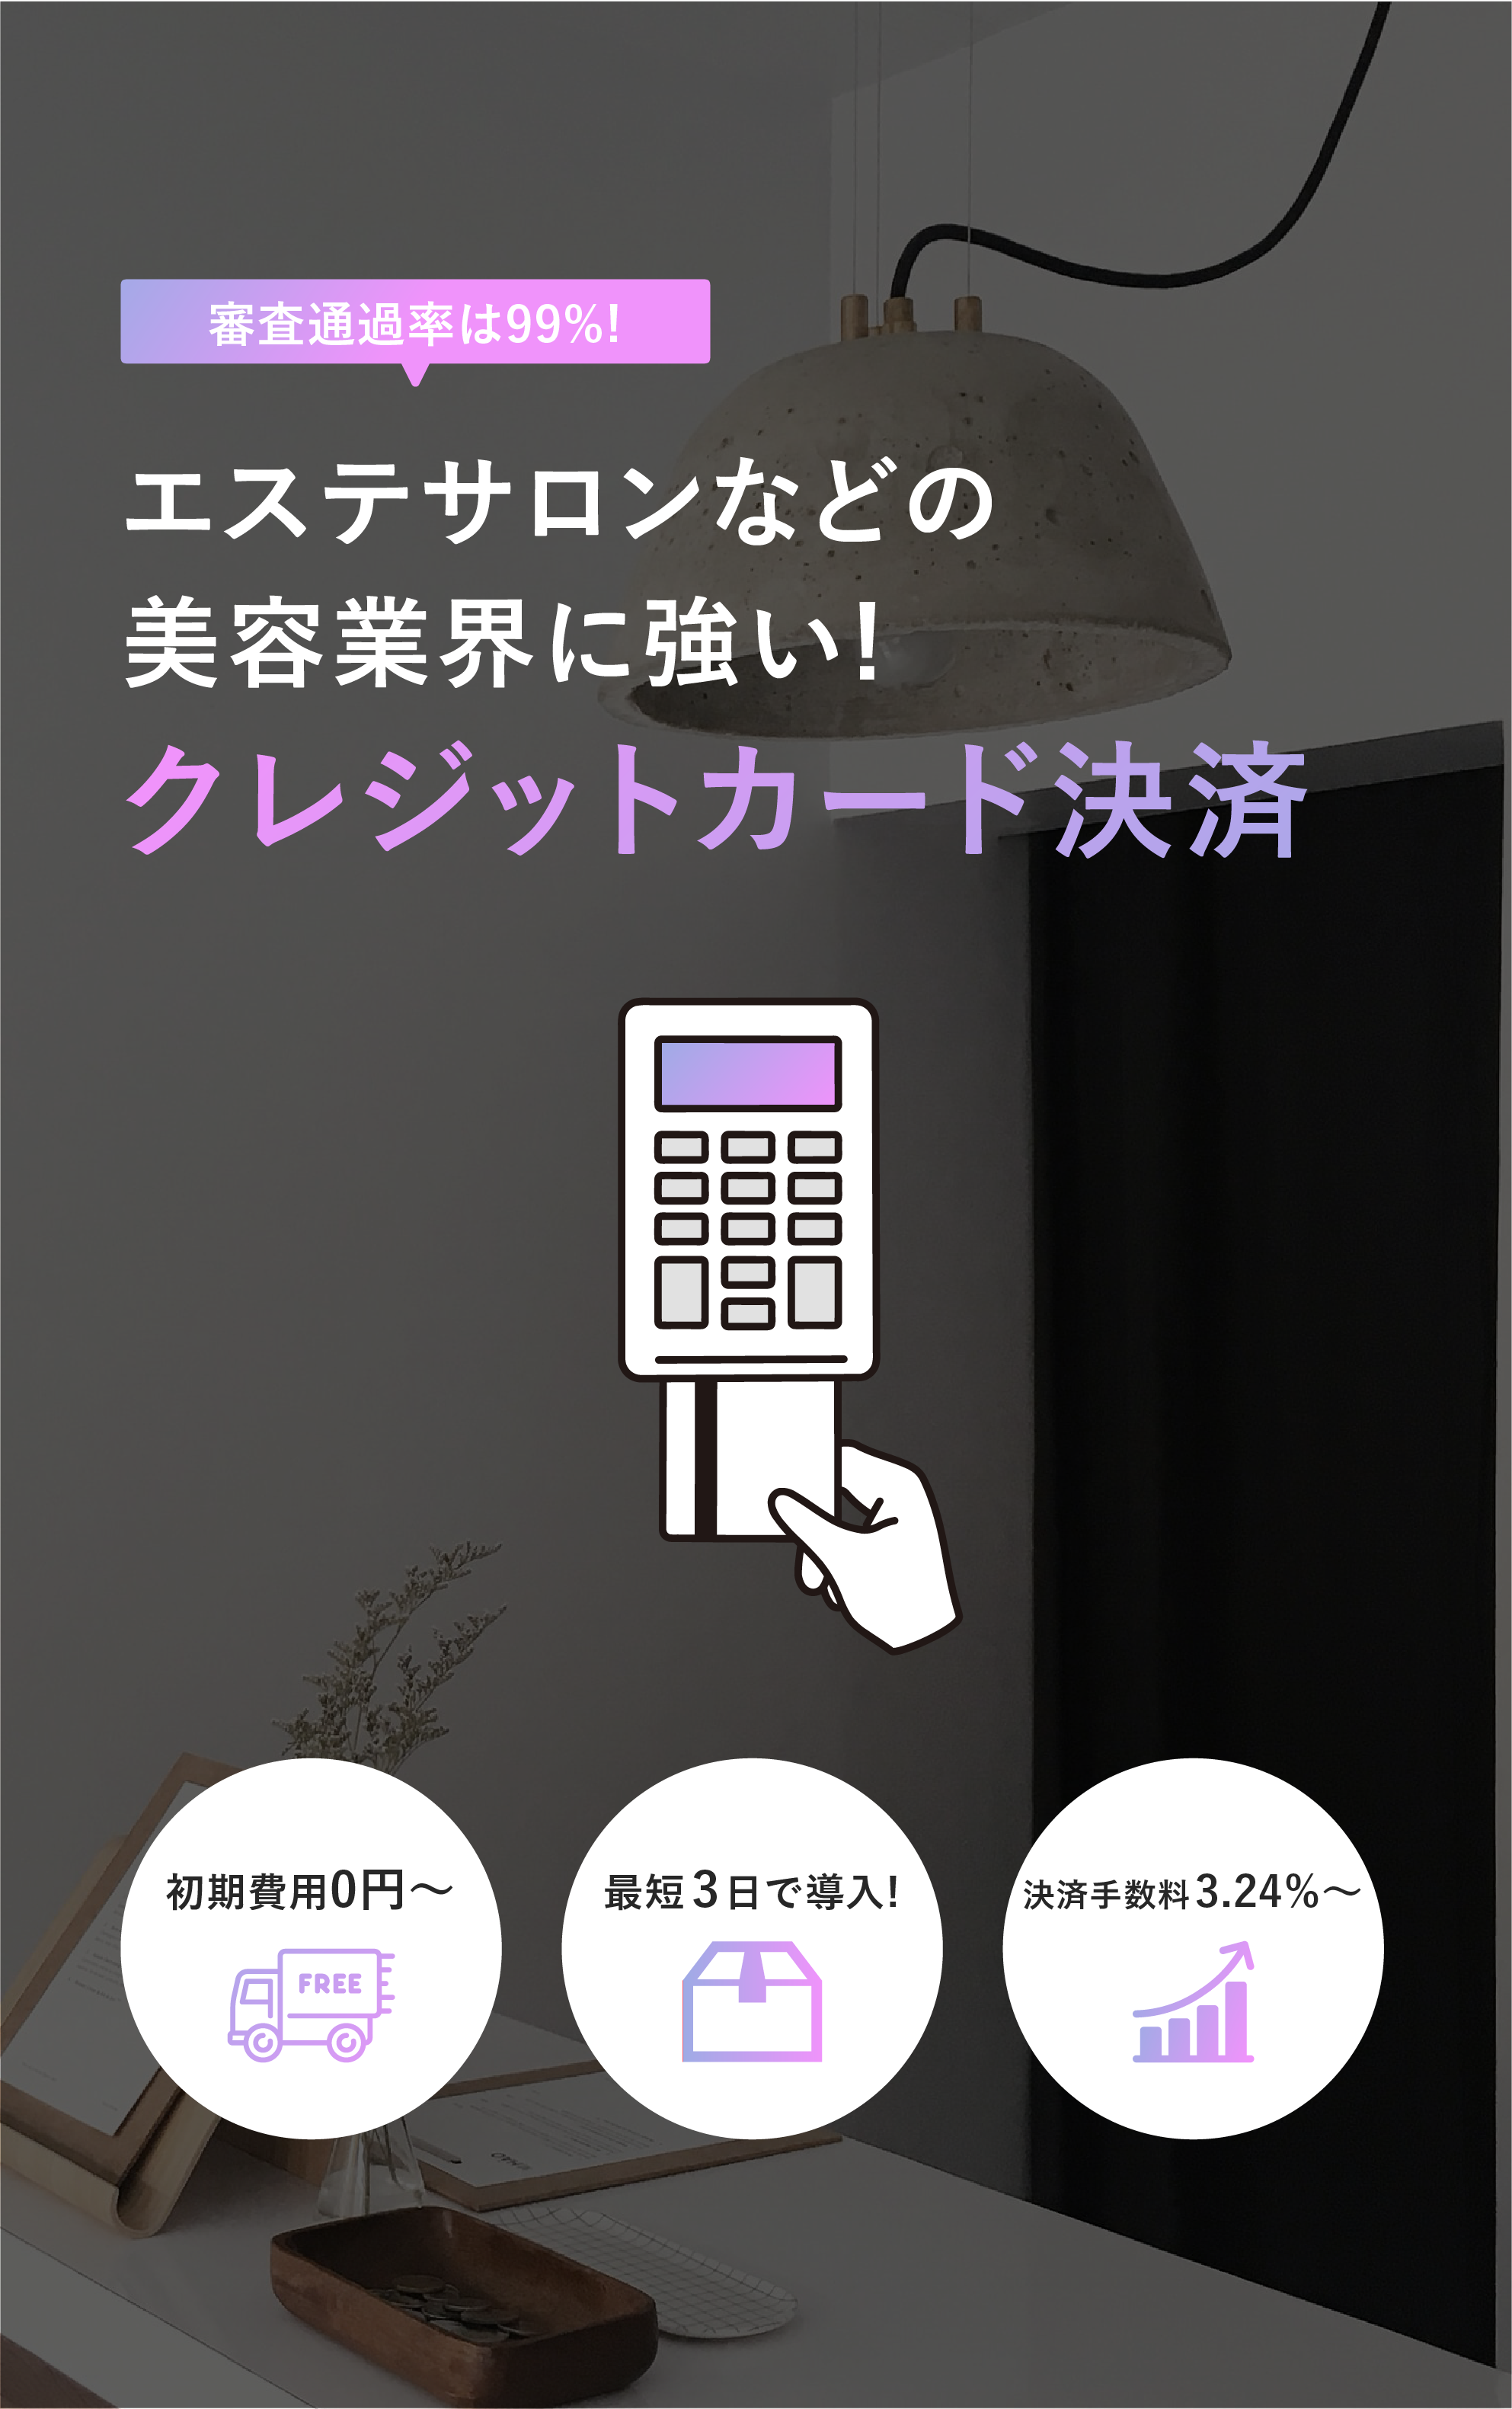 審査通過率は99%!
エステサロンなどの
美容業界に強い!
クレジットカード決済
初期費用0円〜
最短3日で導入!
決済手数料3.24%〜
FREE